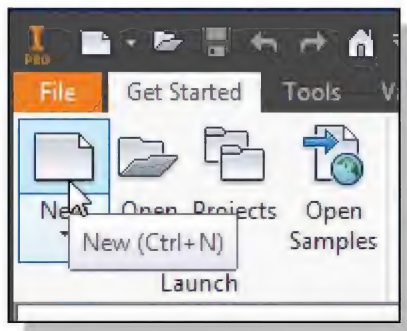 I
PRO
File Get Started Tools
New Open Projects Open Samples
New (Ctrl+N)
Launch